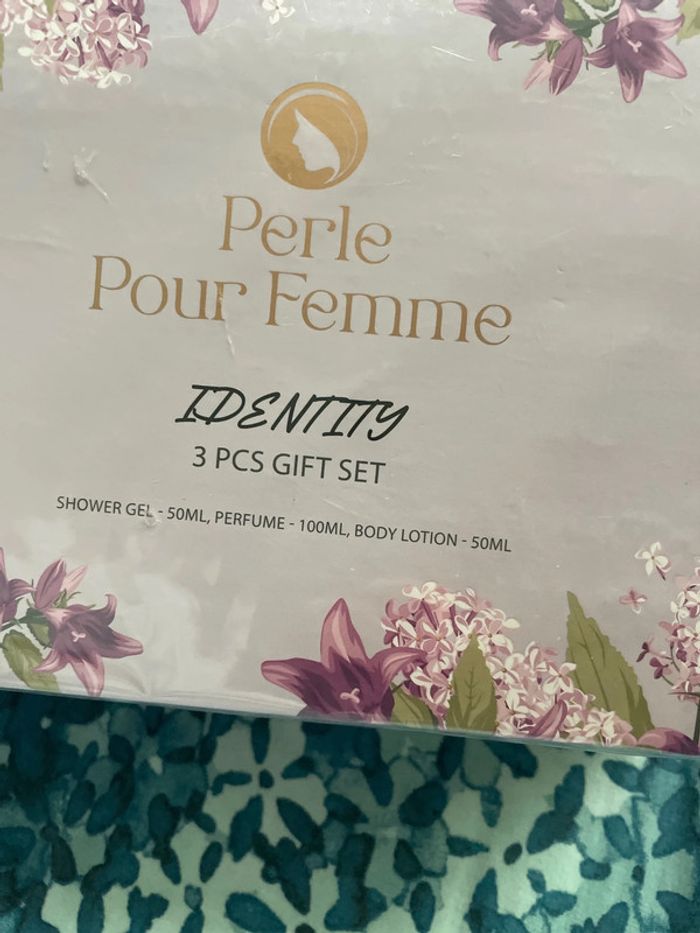 Perle
Pour Femme
IDENTITY
3 PCS GIFT SET
SHOWER GEL - 50ML, PERFUME - 100ML, BODY LOTION - 50ML